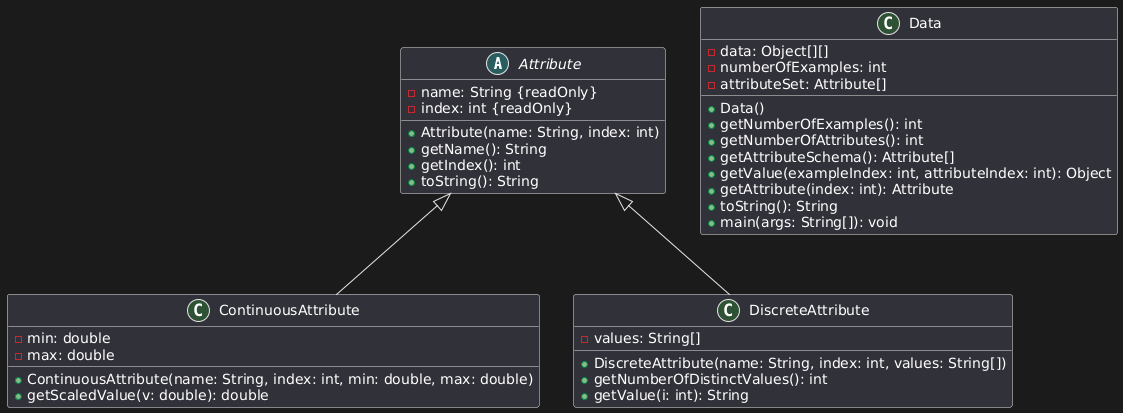 A Attribute
name: String {readOnly}
index: int {readOnly}
Attribute(name: String, index: int)
getName(): String
getIndex(): int
toString(): String
C Data
data: Object[][]
numberOfExamples: int
attributeSet: Attribute[]
Data()
getNumberOfExamples(): int
getNumberOfAttributes(): int
getAttributeSchema(): Attribute[]
getValue(exampleIndex: int, attributeIndex: int): Object
getAttribute(index: int): Attribute
toString(): String
main(args: String[]): void
C ContinuousAttribute
min: double
max: double
ContinuousAttribute(name: String, index: int, min: double, max: double)
getScaledValue(v: double): double
C DiscreteAttribute
values: String[]
DiscreteAttribute(name: String, index: int, values: String[])
getNumberOfDistinctValues(): int
getValue(i: int): String